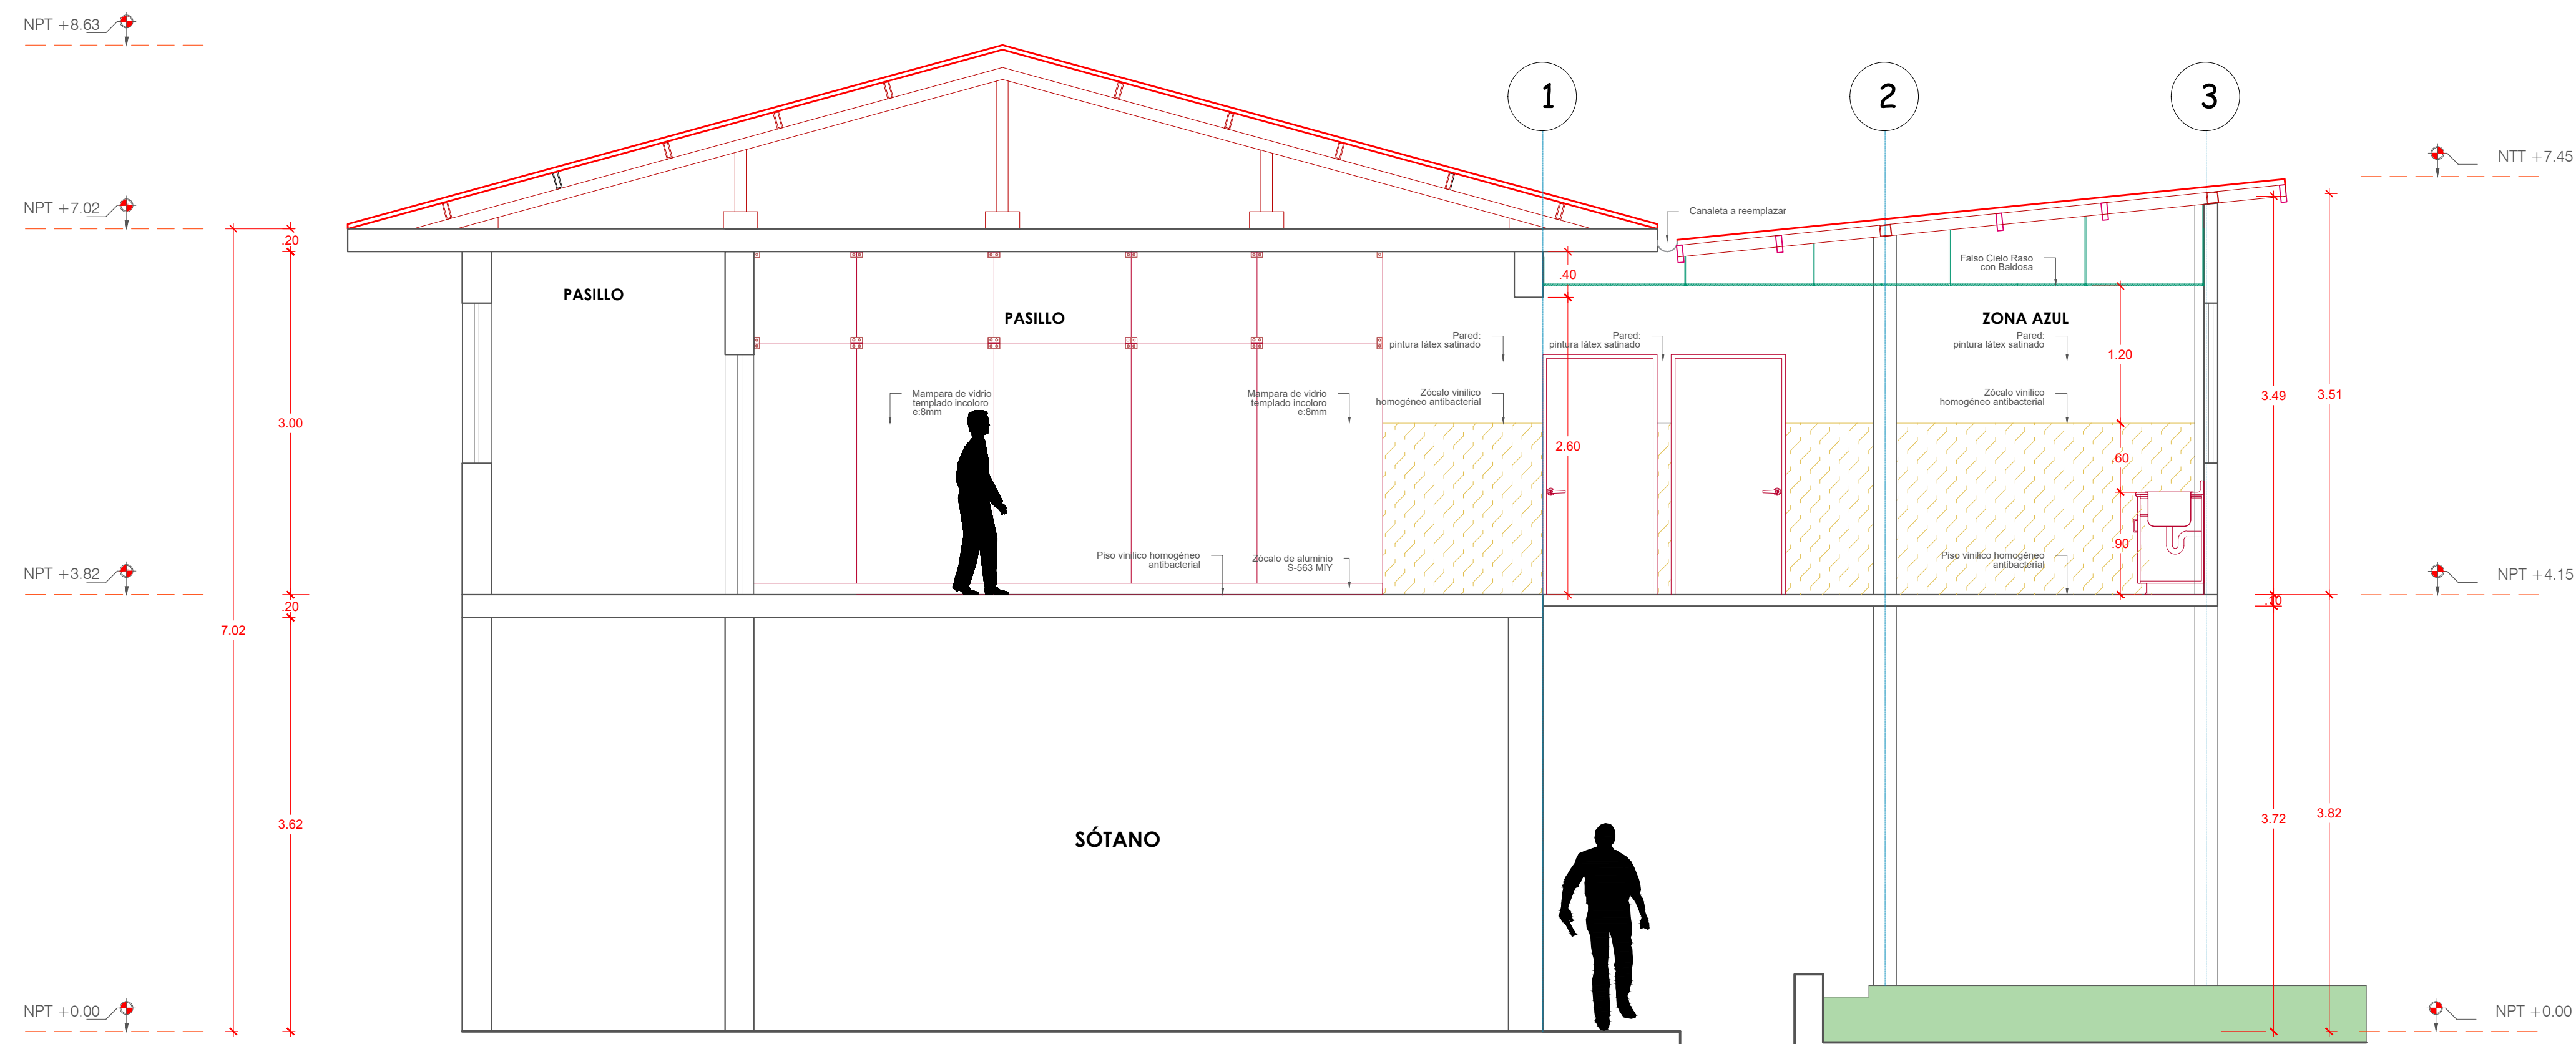 NPT +8.63
1
2
3
NTT +7.45
NPT +7.02
Canaleta a reemplazar
.20
.40
Falso Cielo Raso
con Baldosa
PASILLO
PASILLO
ZONA AZUL
Pared:
pintura látex satinado
Pared:
pintura látex satinado
Pared:
pintura látex satinado
1.20
Mampara de vidrio
templado incoloro
e:8mm
Mampara de vidrio
templado incoloro
e:8mm
Zócalo vinilico
homogéneo antibacterial
Zócalo vinilico
homogéneo antibacterial
3.49
3.51
3.00
2.60
.60
.90
Piso vinilico homogéneo
antibacterial
Zócalo de aluminio
S-563 MIY
Piso vinilico homogéneo
antibacterial
NPT +3.82
NPT +4.15
.20
.10
7.02
3.62
SÓTANO
3.72
3.82
NPT +0.00
NPT +0.00